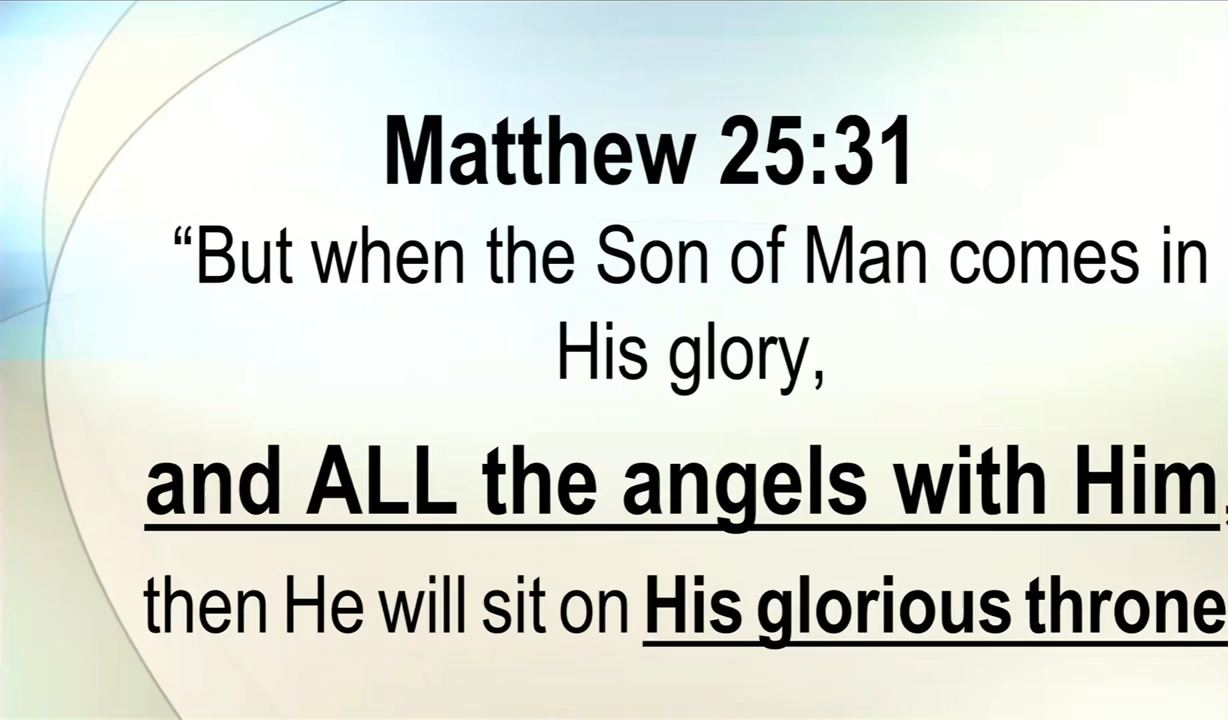 Matthew 25:31
“But when the Son of Man comes in
His glory,
and ALL the angels with Him,
then He will sit on His glorious throne